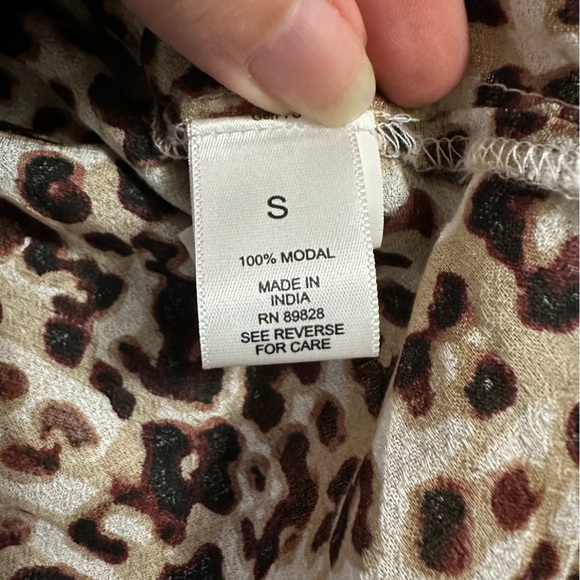 S
100% MODAL
MADE IN
INDIA
RN 89828
SEE REVERSE
FOR CARE